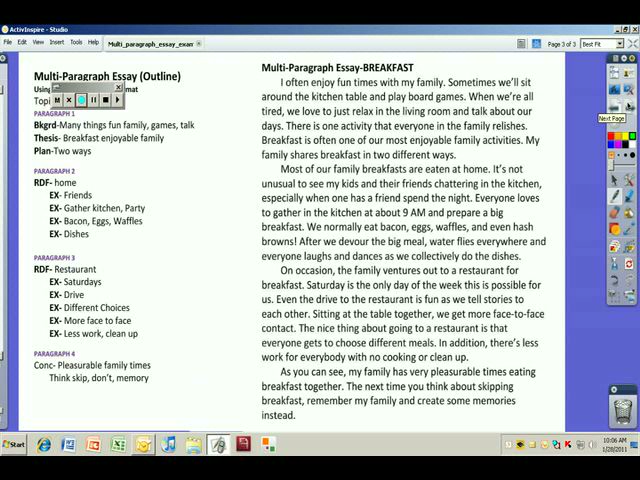 ActivInspire - Studio
File Edit View Insert Tools Help
Multi_paragraph_essay_exam
Page 3 of 3
Best Fit
Next Page
Multi-Paragraph Essay (Outline)
mat
PARAGRAPH 1
Bkgrd-Many things fun family, games, talk
Thesis- Breakfast enjoyable family
Plan-Two ways
PARAGRAPH 2
RDF- home
EX- Friends
EX- Gather kitchen, Party
EX- Bacon, Eggs, Waffles
EX- Dishes
PARAGRAPH 3
RDF- Restaurant
EX- Saturdays
EX- Drive
EX- Different Choices
EX- More face to face
EX- Less work, clean up
PARAGRAPH 4
Conc- Pleasurable family times
Think skip, don't, memory
Multi-Paragraph Essay-BREAKFAST
I often enjoy fun times with my family. Sometimes we'll sit
around the kitchen table and play board games. When we're all
tired, we love to just relax in the living room and talk about our
days. There is one activity that everyone in the family relishes.
Breakfast is often one of our most enjoyable family activities. My
family shares breakfast in two different ways.
Most of our family breakfasts are eaten at home. It's not
unusual to see my kids and their friends chattering in the kitchen,
especially when one has a friend spend the night. Everyone loves
to gather in the kitchen at about 9 AM and prepare a big
breakfast. We normally eat bacon, eggs, waffles, and even hash
browns! After we devour the big meal, water flies everywhere and
everyone laughs and dances as we collectively do the dishes.
On occasion, the family ventures out to a restaurant for
breakfast. Saturday is the only day of the week this is possible for
us. Even the drive to the restaurant is fun as we tell stories to
each other. Sitting at the table together, we get more face-to-face
contact. The nice thing about going to a restaurant is that
everyone gets to choose different meals. In addition, there's less
work for everybody with no cooking or clean up.
As you can see, my family has very pleasurable times eating
breakfast together. The next time you think about skipping
breakfast, remember my family and create some memories
instead.
Start
10:06 AM
1/28/2011